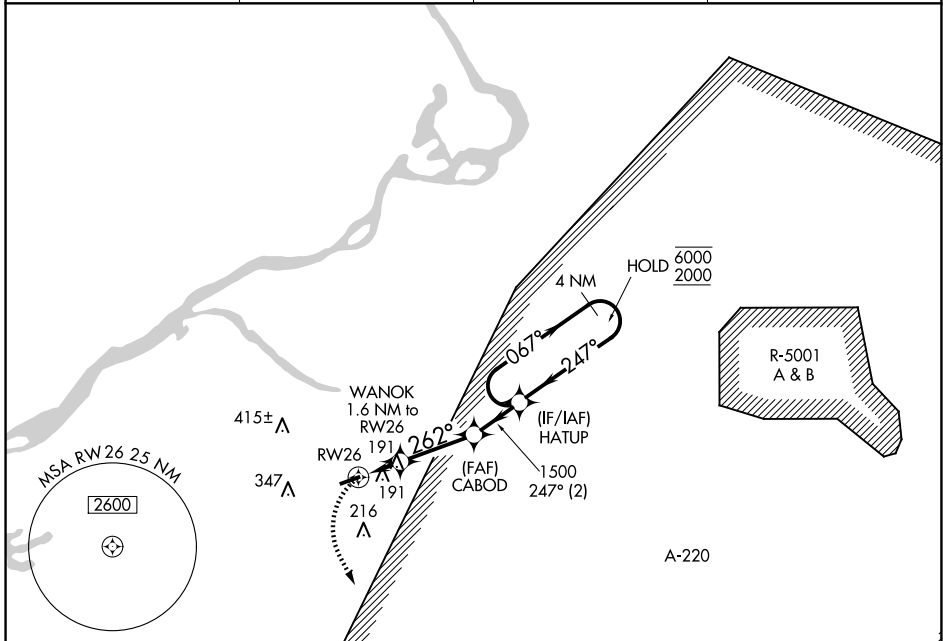 HOLD 6000
2000
4 NM
067°
247°
R-5001
A & B
WANOK
1.6 NM to
RW26
415±
191
262°
(IF/IAF)
HATUP
RW26
(FAF)
CABOD
1500
247° (2)
347
191
216
MSA RW 26 25 NM
2600
A-220